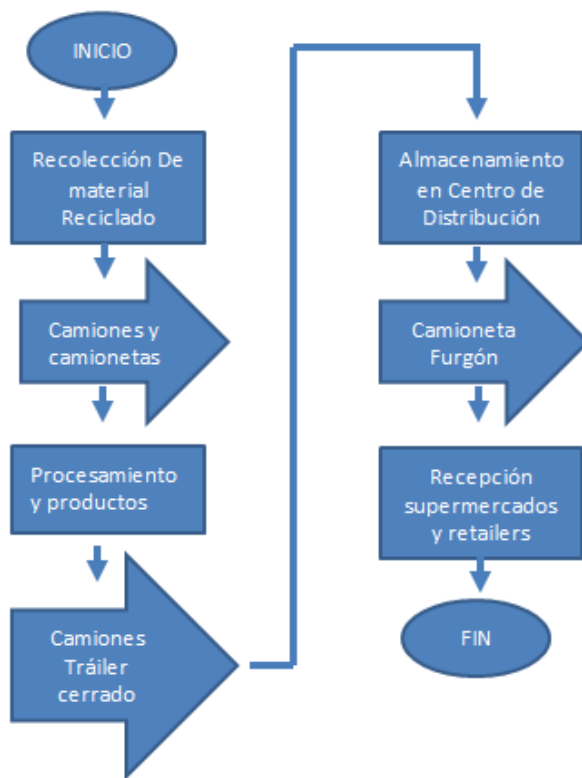 INICIO
Recolección De
material
Reciclado
Camiones y
camionetas
Procesamiento
y productos
Camiones
Tráiler
cerrado
Almacenamiento
en Centro de
Distribución
Camioneta
Furgón
Recepción
supermercados
y retailers
FIN